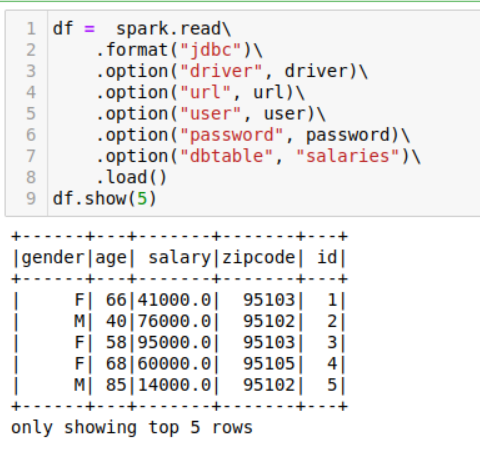 1 df =  spark.read\
2     .format("jdbc")\
3     .option("driver", driver)\
4     .option("url", url)\
5     .option("user", user)\
6     .option("password", password)\
7     .option("dbtable", "salaries")\
8     .load()
9 df.show(5)
+------+---+-------+-------+---+
|gender|age| salary|zipcode| id|
+------+---+-------+-------+---+
|     F| 66|41000.0|  95103|  1|
|     M| 40|76000.0|  95102|  2|
|     F| 58|95000.0|  95103|  3|
|     F| 68|60000.0|  95105|  4|
|     M| 85|14000.0|  95102|  5|
+------+---+-------+-------+---+
only showing top 5 rows